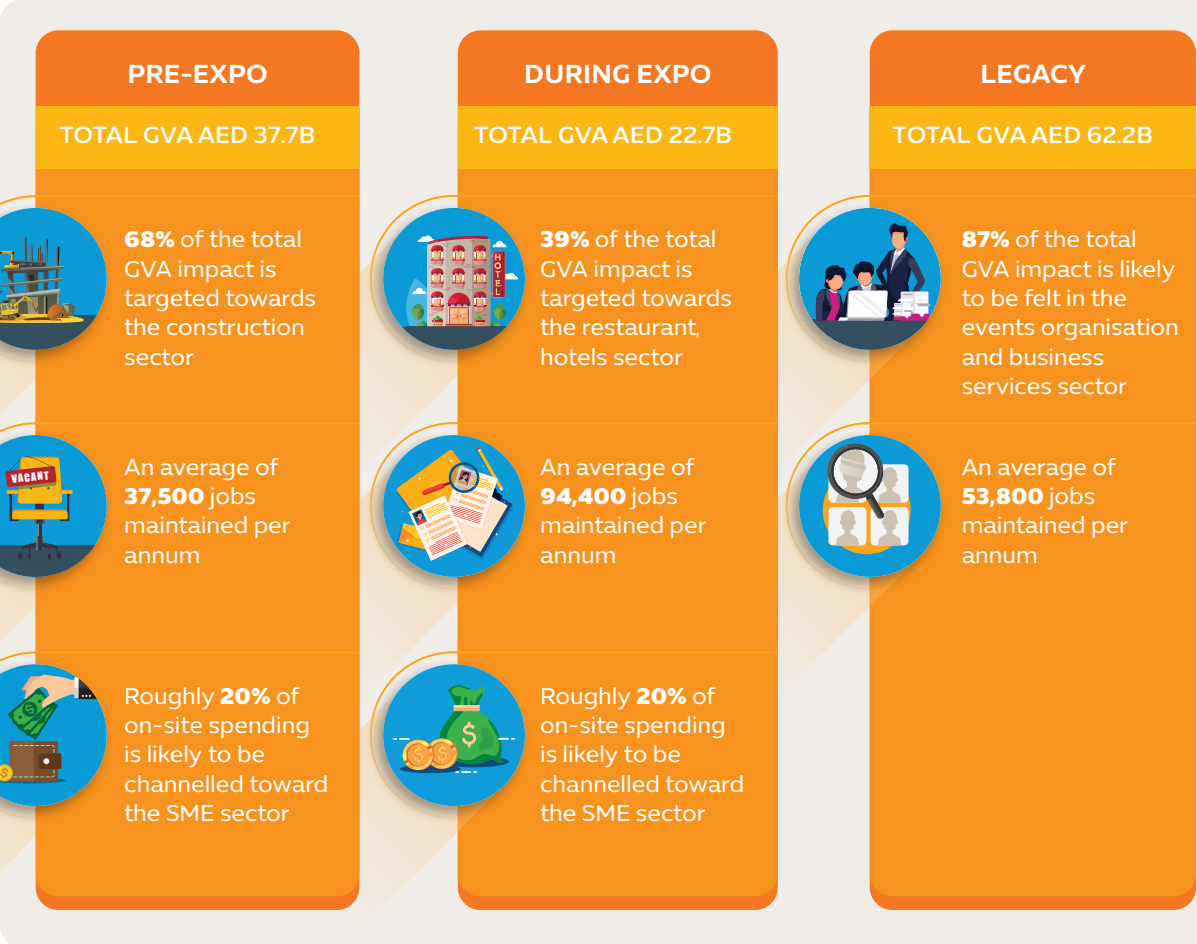 PRE-EXPO
TOTAL GVA AED 37.7B
68% of the total
GVA impact is
targeted towards
the construction
sector
VACANT
An average of
37,500 jobs
maintained per
annum
Roughly 20% of
on-site spending
is likely to be
channelled toward
the SME sector
DURING EXPO
TOTAL GVA AED 22.7B
HOTEL
39% of the total
GVA impact is
targeted towards
the restaurant,
hotels sector
An average of
94,400 jobs
maintained per
annum
Roughly 20% of
on-site spending
is likely to be
channelled toward
the SME sector
LEGACY
TOTAL GVA AED 62.2B
87% of the total
GVA impact is likely
to be felt in the
events organisation
and business
services sector
An average of
53,800 jobs
maintained per
annum